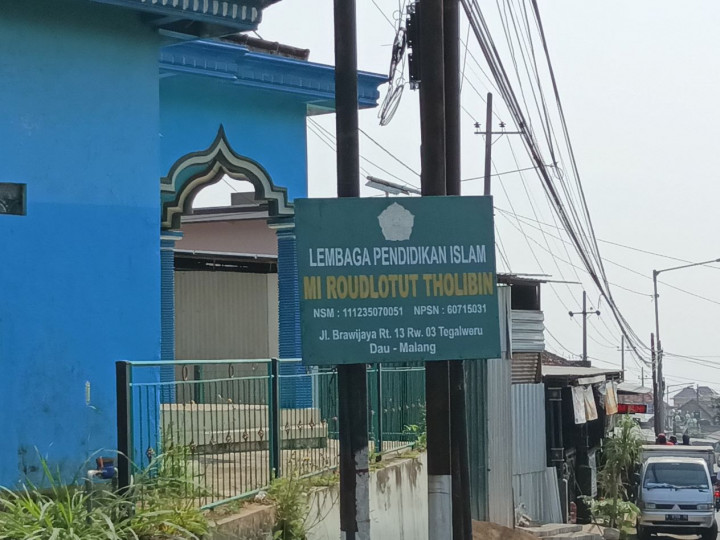 LEMBAGA PENDIDIKAN ISLAM
MI ROUDLOTUT THOLIBIN
NSM : 111235070051 NPSN : 60715031
Jl. Brawijaya Rt. 13 Rw. 03 Tegalweru
Dau - Malang